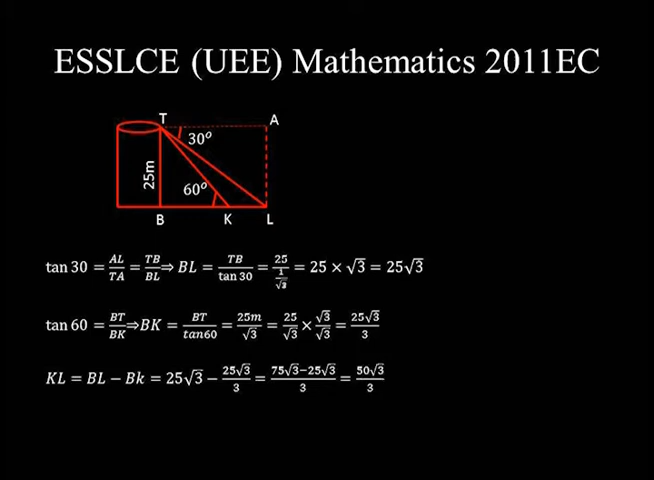 ESSLCE (UEE) Mathematics 2011EC
T
A
30°
25m
60°
B
K
L
tan 30 = AL/TA = TB/BL ⇒ BL = TB/tan 30 = 25/(1/√3) = 25 × √3 = 25√3
tan 60 = BT/BK ⇒ BK = BT/tan60 = 25m/√3 = 25/√3 × √3/√3 = 25√3/3
KL = BL − Bk = 25√3 − 25√3/3 = (75√3−25√3)/3 = 50√3/3